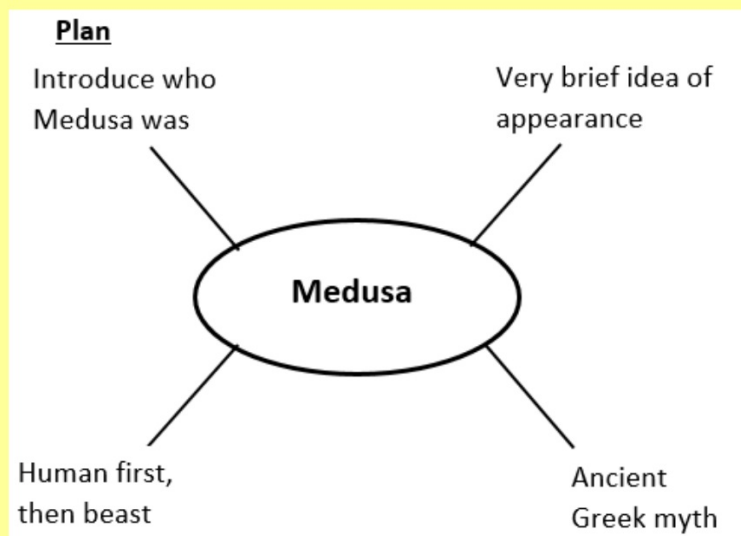 Plan
Introduce who
Medusa was
Very brief idea of
appearance
Medusa
Human first,
then beast
Ancient
Greek myth